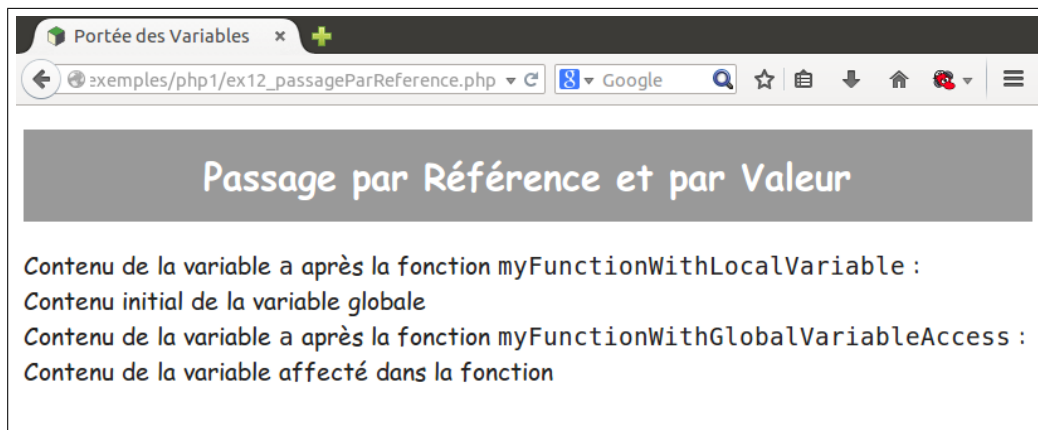 Portée des Variables
exemples/php1/ex12_passageParReference.php
Google
Passage par Référence et par Valeur
Contenu de la variable a après la fonction myFunctionWithLocalVariable :
Contenu initial de la variable globale
Contenu de la variable a après la fonction myFunctionWithGlobalVariableAccess :
Contenu de la variable affecté dans la fonction